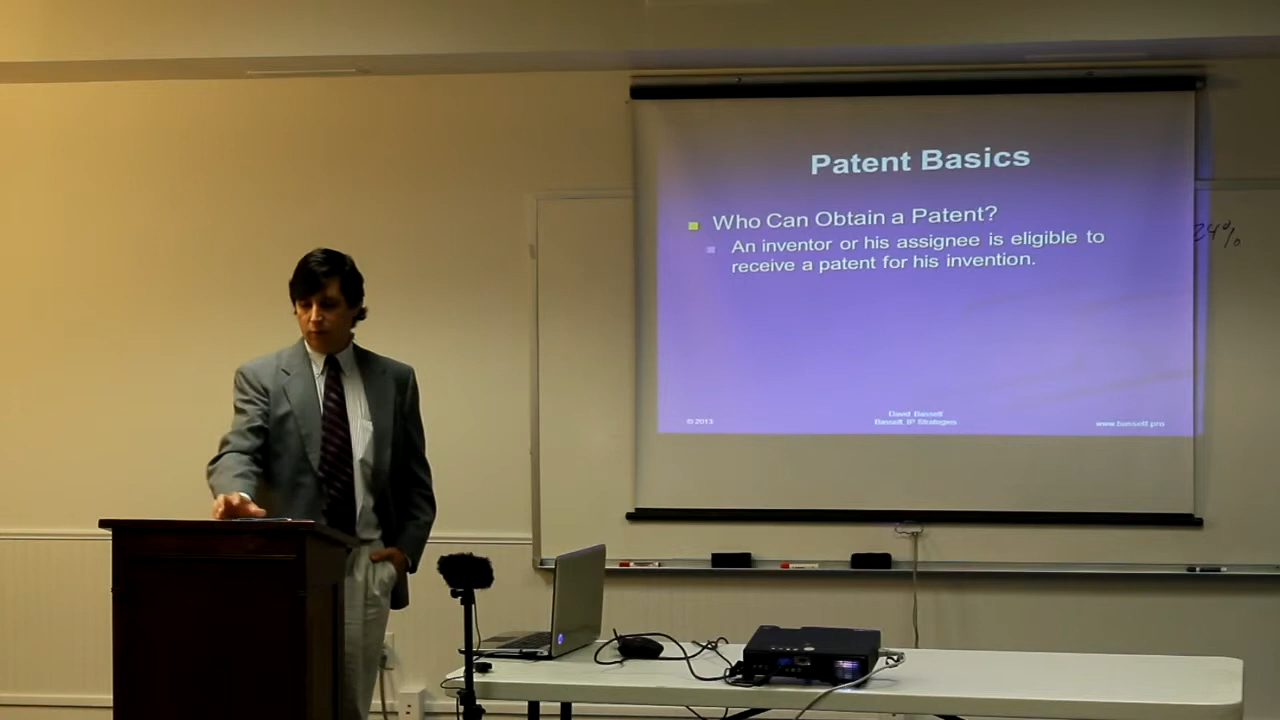 Patent Basics
Who Can Obtain a Patent?
An inventor or his assignee is eligible to
receive a patent for his invention.
24%
© 2013
David Bassett
Bassett IP Strategies
www.bassett.pro